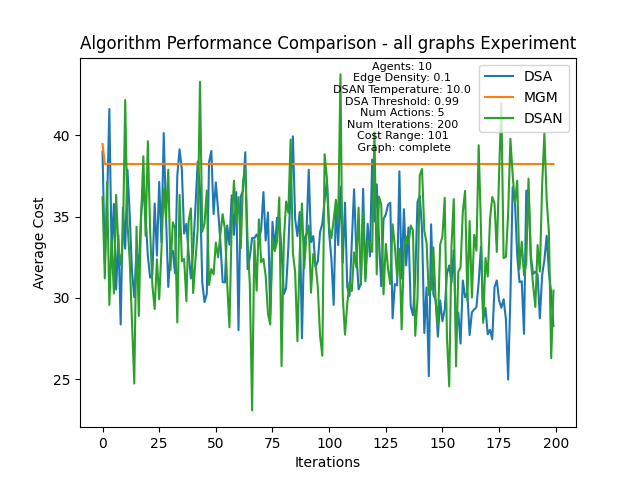 Algorithm Performance Comparison - all graphs Experiment
Agents: 10
Edge Density: 0.1
DSAN Temperature: 10.0
DSA Threshold: 0.99
Num Actions: 5
Num Iterations: 200
Cost Range: 101
Graph: complete
DSA
MGM
DSAN
Average Cost
40
35
30
25
0
25
50
75
100
125
150
175
200
Iterations